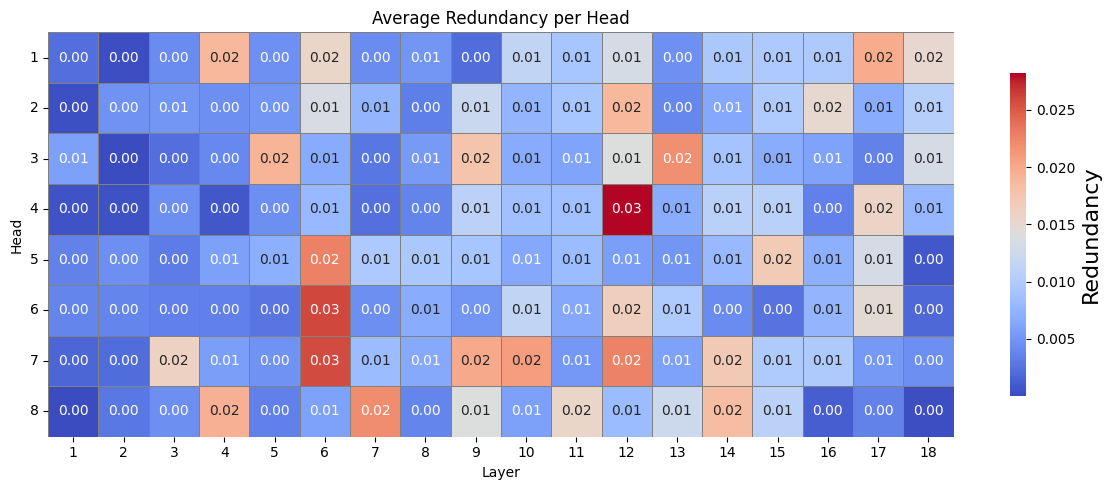 Average Redundancy per Head
1 0.00 0.00 0.00 0.02 0.00 0.02 0.00 0.01 0.00 0.01 0.01 0.01 0.00 0.01 0.01 0.01 0.02 0.02
2 0.00 0.00 0.01 0.00 0.00 0.01 0.01 0.00 0.01 0.01 0.01 0.02 0.00 0.01 0.01 0.02 0.01 0.01
3 0.01 0.00 0.00 0.00 0.02 0.01 0.00 0.01 0.02 0.01 0.01 0.01 0.02 0.01 0.01 0.01 0.00 0.01
4 0.00 0.00 0.00 0.00 0.00 0.01 0.00 0.00 0.01 0.01 0.01 0.03 0.01 0.01 0.01 0.00 0.02 0.01
5 0.00 0.00 0.00 0.01 0.01 0.02 0.01 0.01 0.01 0.01 0.01 0.01 0.01 0.01 0.02 0.01 0.01 0.00
6 0.00 0.00 0.00 0.00 0.00 0.03 0.00 0.01 0.00 0.01 0.01 0.02 0.01 0.00 0.00 0.01 0.01 0.00
7 0.00 0.00 0.02 0.01 0.00 0.03 0.01 0.01 0.02 0.02 0.01 0.02 0.01 0.02 0.01 0.01 0.01 0.00
8 0.00 0.00 0.00 0.02 0.00 0.01 0.02 0.00 0.01 0.01 0.02 0.01 0.01 0.02 0.01 0.00 0.00 0.00
1 2 3 4 5 6 7 8 9 10 11 12 13 14 15 16 17 18
Layer
Head
0.025
0.020
0.015
0.010
0.005
Redundancy